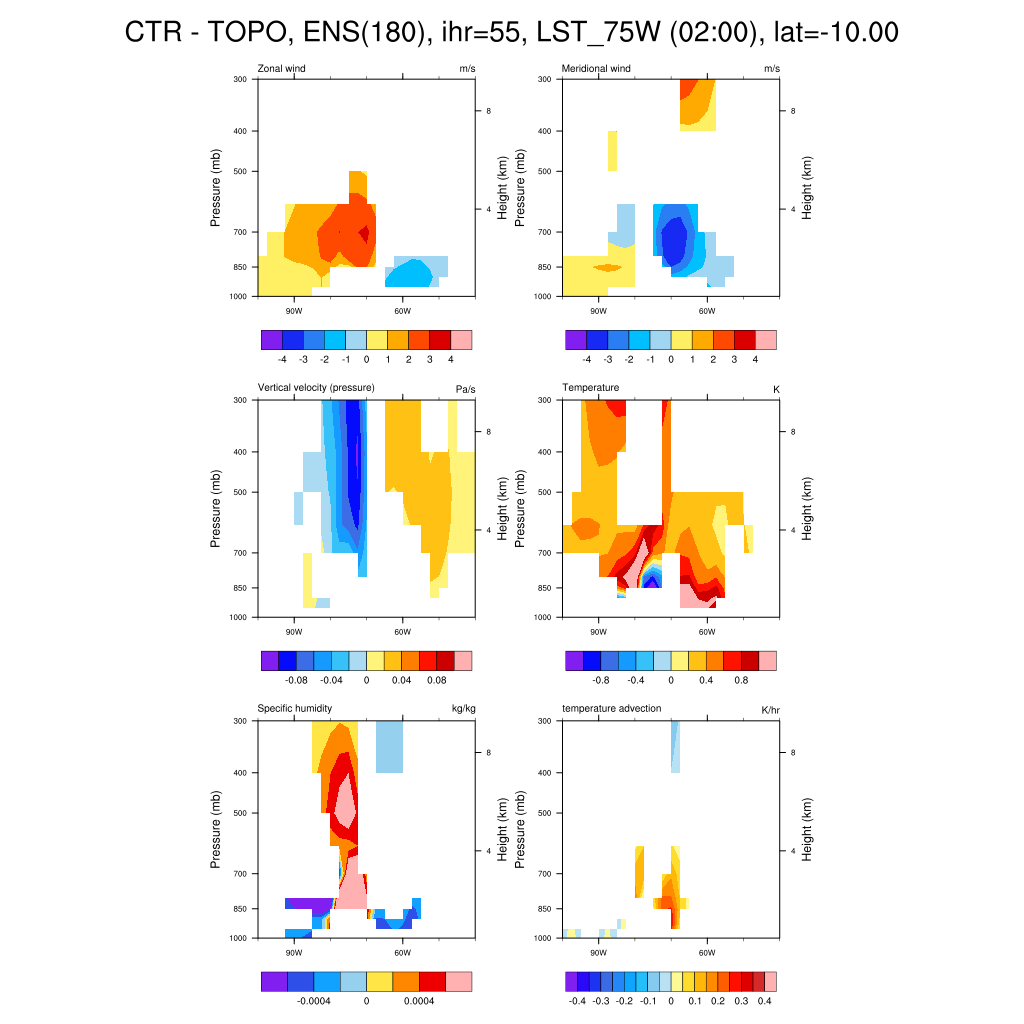 CTR - TOPO, ENS(180), ihr=55, LST_75W (02:00), lat=-10.00
Zonal wind m/s
Pressure (mb)
300
400
500
700
850
1000
8
4
Height (km)
90W 60W
-4 -3 -2 -1 0 1 2 3 4
Meridional wind m/s
Pressure (mb)
300
400
500
700
850
1000
8
4
Height (km)
90W 60W
-4 -3 -2 -1 0 1 2 3 4
Vertical velocity (pressure) Pa/s
Pressure (mb)
300
400
500
700
850
1000
8
4
Height (km)
90W 60W
-0.08 -0.04 0 0.04 0.08
Temperature K
Pressure (mb)
300
400
500
700
850
1000
8
4
Height (km)
90W 60W
-0.8 -0.4 0 0.4 0.8
Specific humidity kg/kg
Pressure (mb)
300
400
500
700
850
1000
8
4
Height (km)
90W 60W
-0.0004 0 0.0004
temperature advection K/hr
Pressure (mb)
300
400
500
700
850
1000
8
4
Height (km)
90W 60W
-0.4 -0.3 -0.2 -0.1 0 0.1 0.2 0.3 0.4